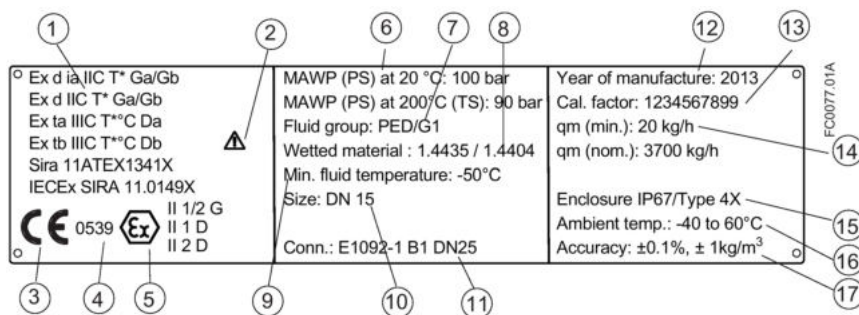 1
2
6
7
8
12
13
Ex d ia IIC T* Ga/Gb
Ex d IIC T* Ga/Gb
Ex ta IIIC T*°C Da
Ex tb IIIC T*°C Db
Sira 11ATEX1341X
IECEx SIRA 11.0149X
CE 0539 Ex
II 1/2 G
II 1 D
II 2 D
MAWP (PS) at 20 °C: 100 bar
MAWP (PS) at 200°C (TS): 90 bar
Fluid group: PED/G1
Wetted material : 1.4435 / 1.4404
Min. fluid temperature: -50°C
Size: DN 15
Conn.: E1092-1 B1 DN25
Year of manufacture: 2013
Cal. factor: 1234567899
qm (min.): 20 kg/h
qm (nom.): 3700 kg/h
Enclosure IP67/Type 4X
Ambient temp.: -40 to 60°C
Accuracy: ±0.1%, ± 1kg/m³
FC0077.01A
14
15
16
3
4
5
9
10
11
17